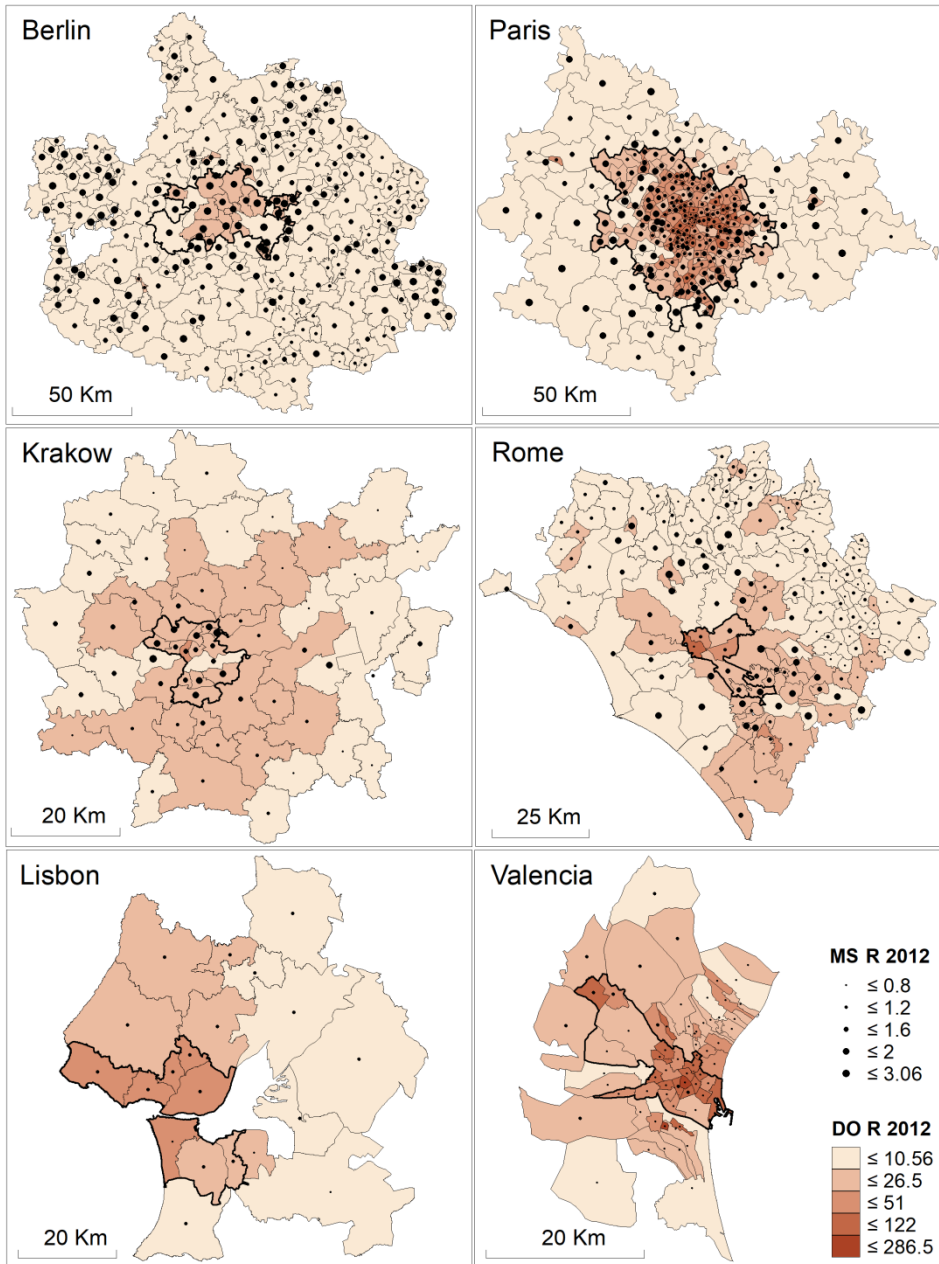 Berlin
50 Km
Paris
50 Km
Krakow
20 Km
Rome
25 Km
Lisbon
20 Km
Valencia
20 Km
MS R 2012
≤ 0.8
≤ 1.2
≤ 1.6
≤ 2
≤ 3.06
DO R 2012
≤ 10.56
≤ 26.5
≤ 51
≤ 122
≤ 286.5